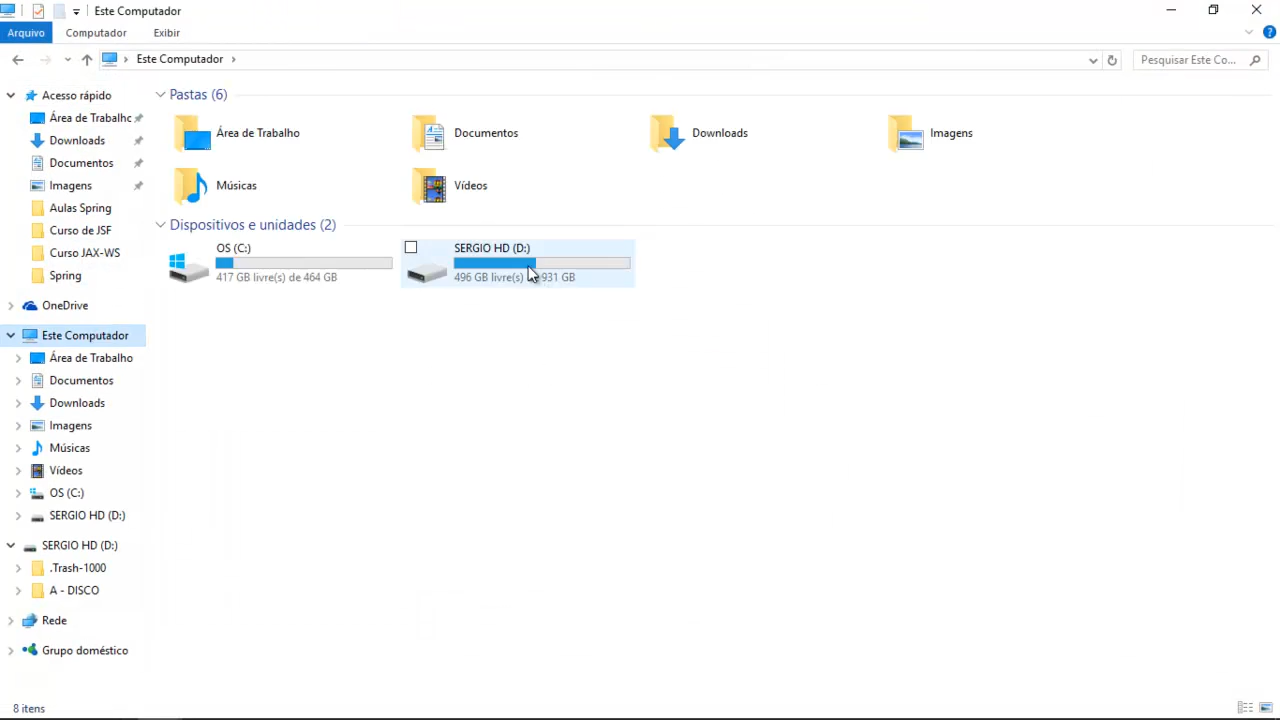 Este Computador
Arquivo Computador Exibir
Este Computador
Pesquisar Este Co...
Acesso rápido
Área de Trabalhc
Downloads
Documentos
Imagens
Aulas Spring
Curso de JSF
Curso JAX-WS
Spring
OneDrive
Este Computador
Área de Trabalho
Documentos
Downloads
Imagens
Músicas
Vídeos
OS (C:)
SERGIO HD (D:)
SERGIO HD (D:)
.Trash-1000
A - DISCO
Rede
Grupo doméstico
Pastas (6)
Área de Trabalho
Documentos
Downloads
Imagens
Músicas
Vídeos
Dispositivos e unidades (2)
OS (C:)
417 GB livre(s) de 464 GB
SERGIO HD (D:)
496 GB livre(s) 931 GB
8 itens